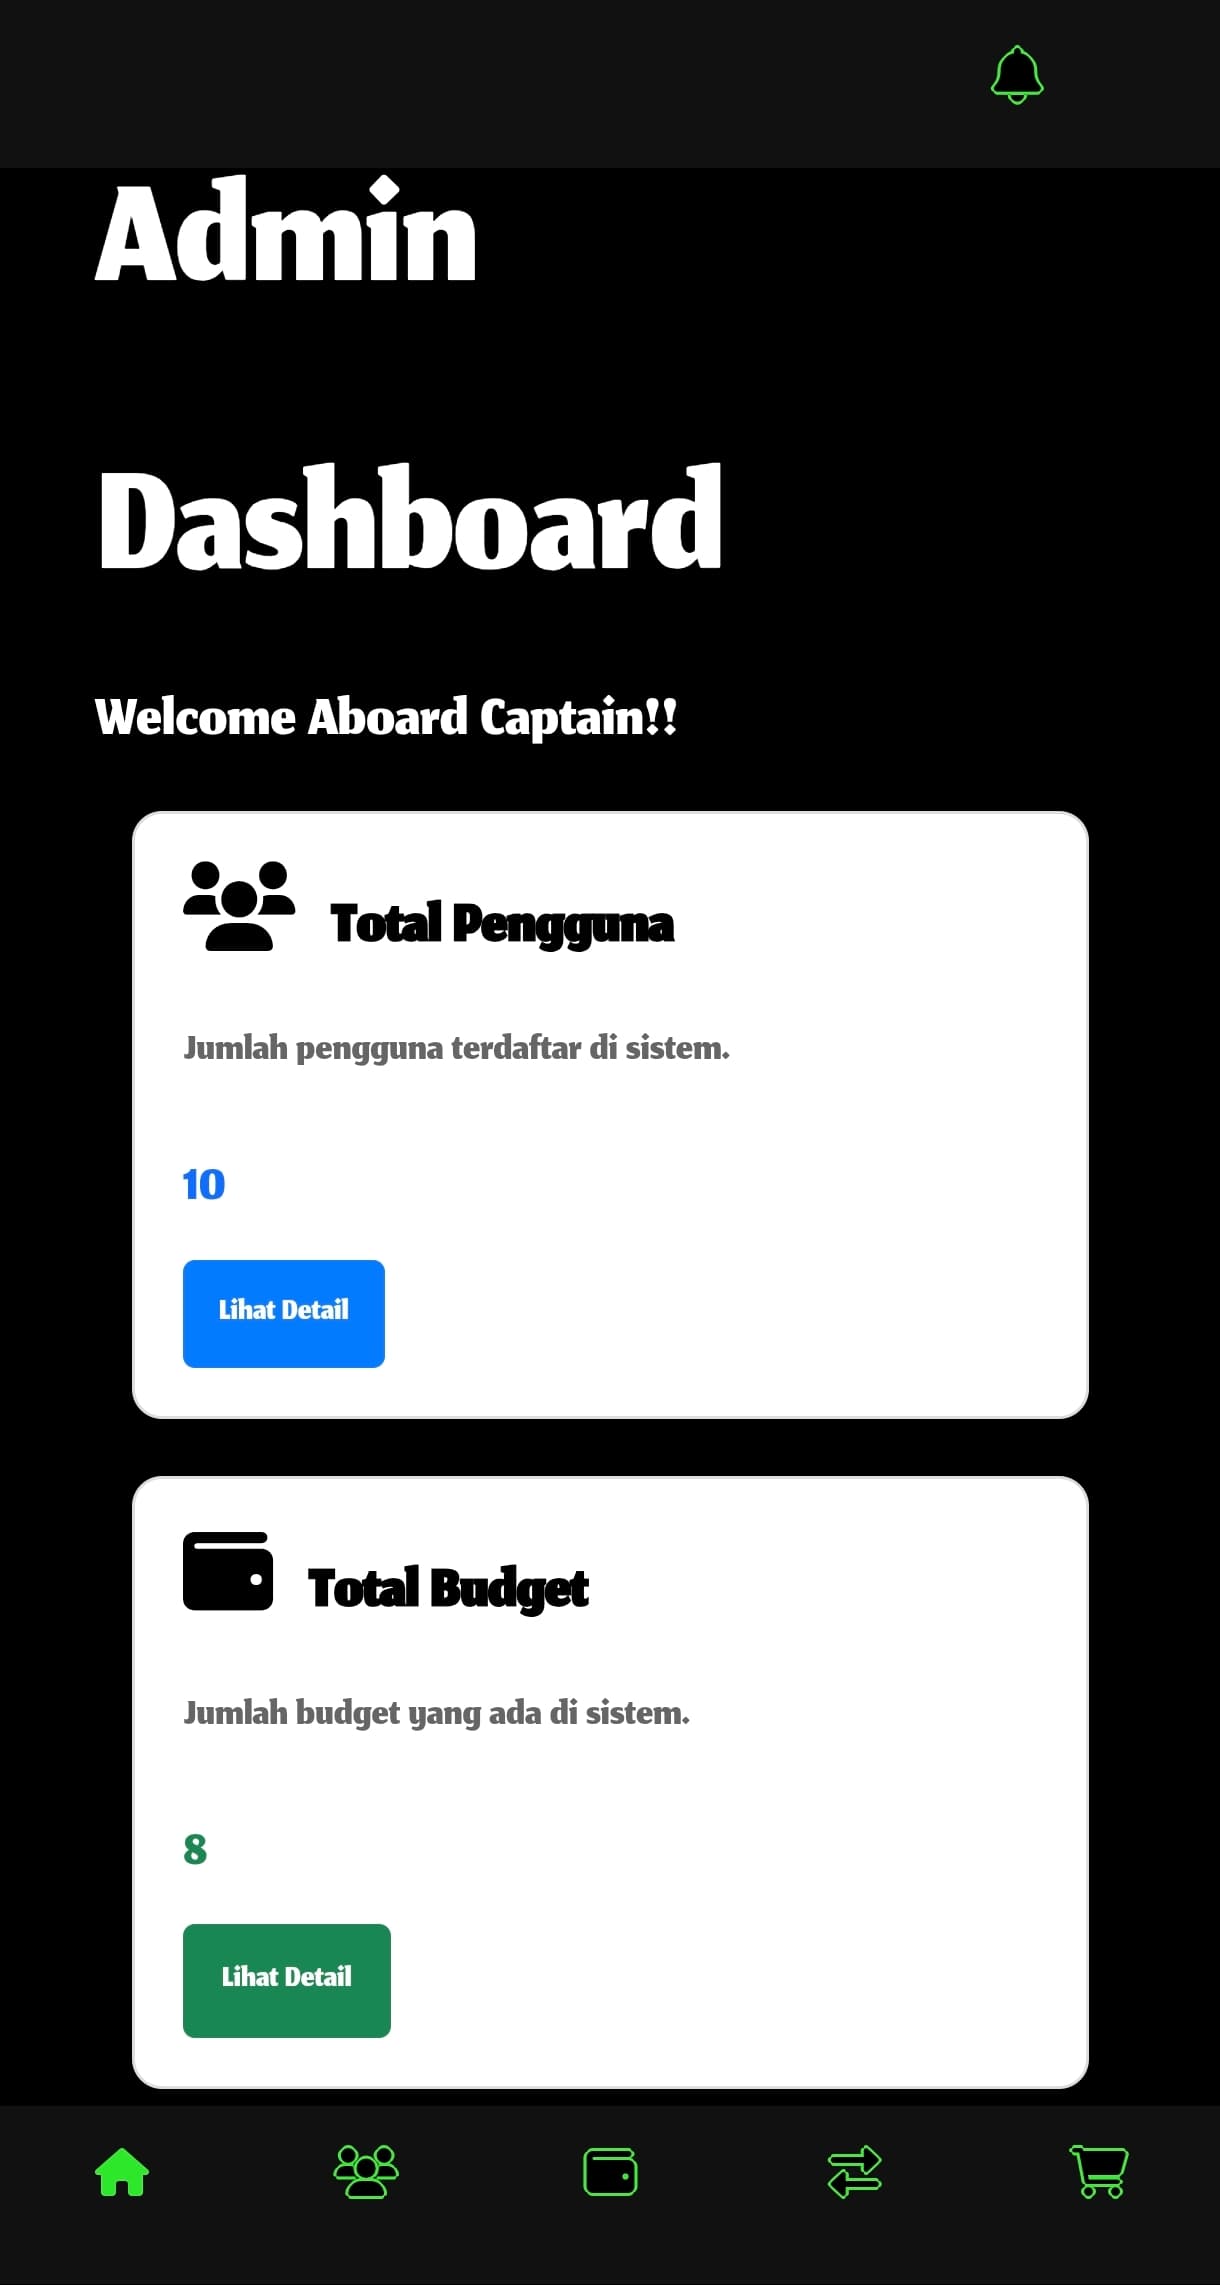 Admin
Dashboard
Welcome Aboard Captain!!
Total Pengguna
Jumlah pengguna terdaftar di sistem.
10
Lihat Detail
Total Budget
Jumlah budget yang ada di sistem.
8
Lihat Detail